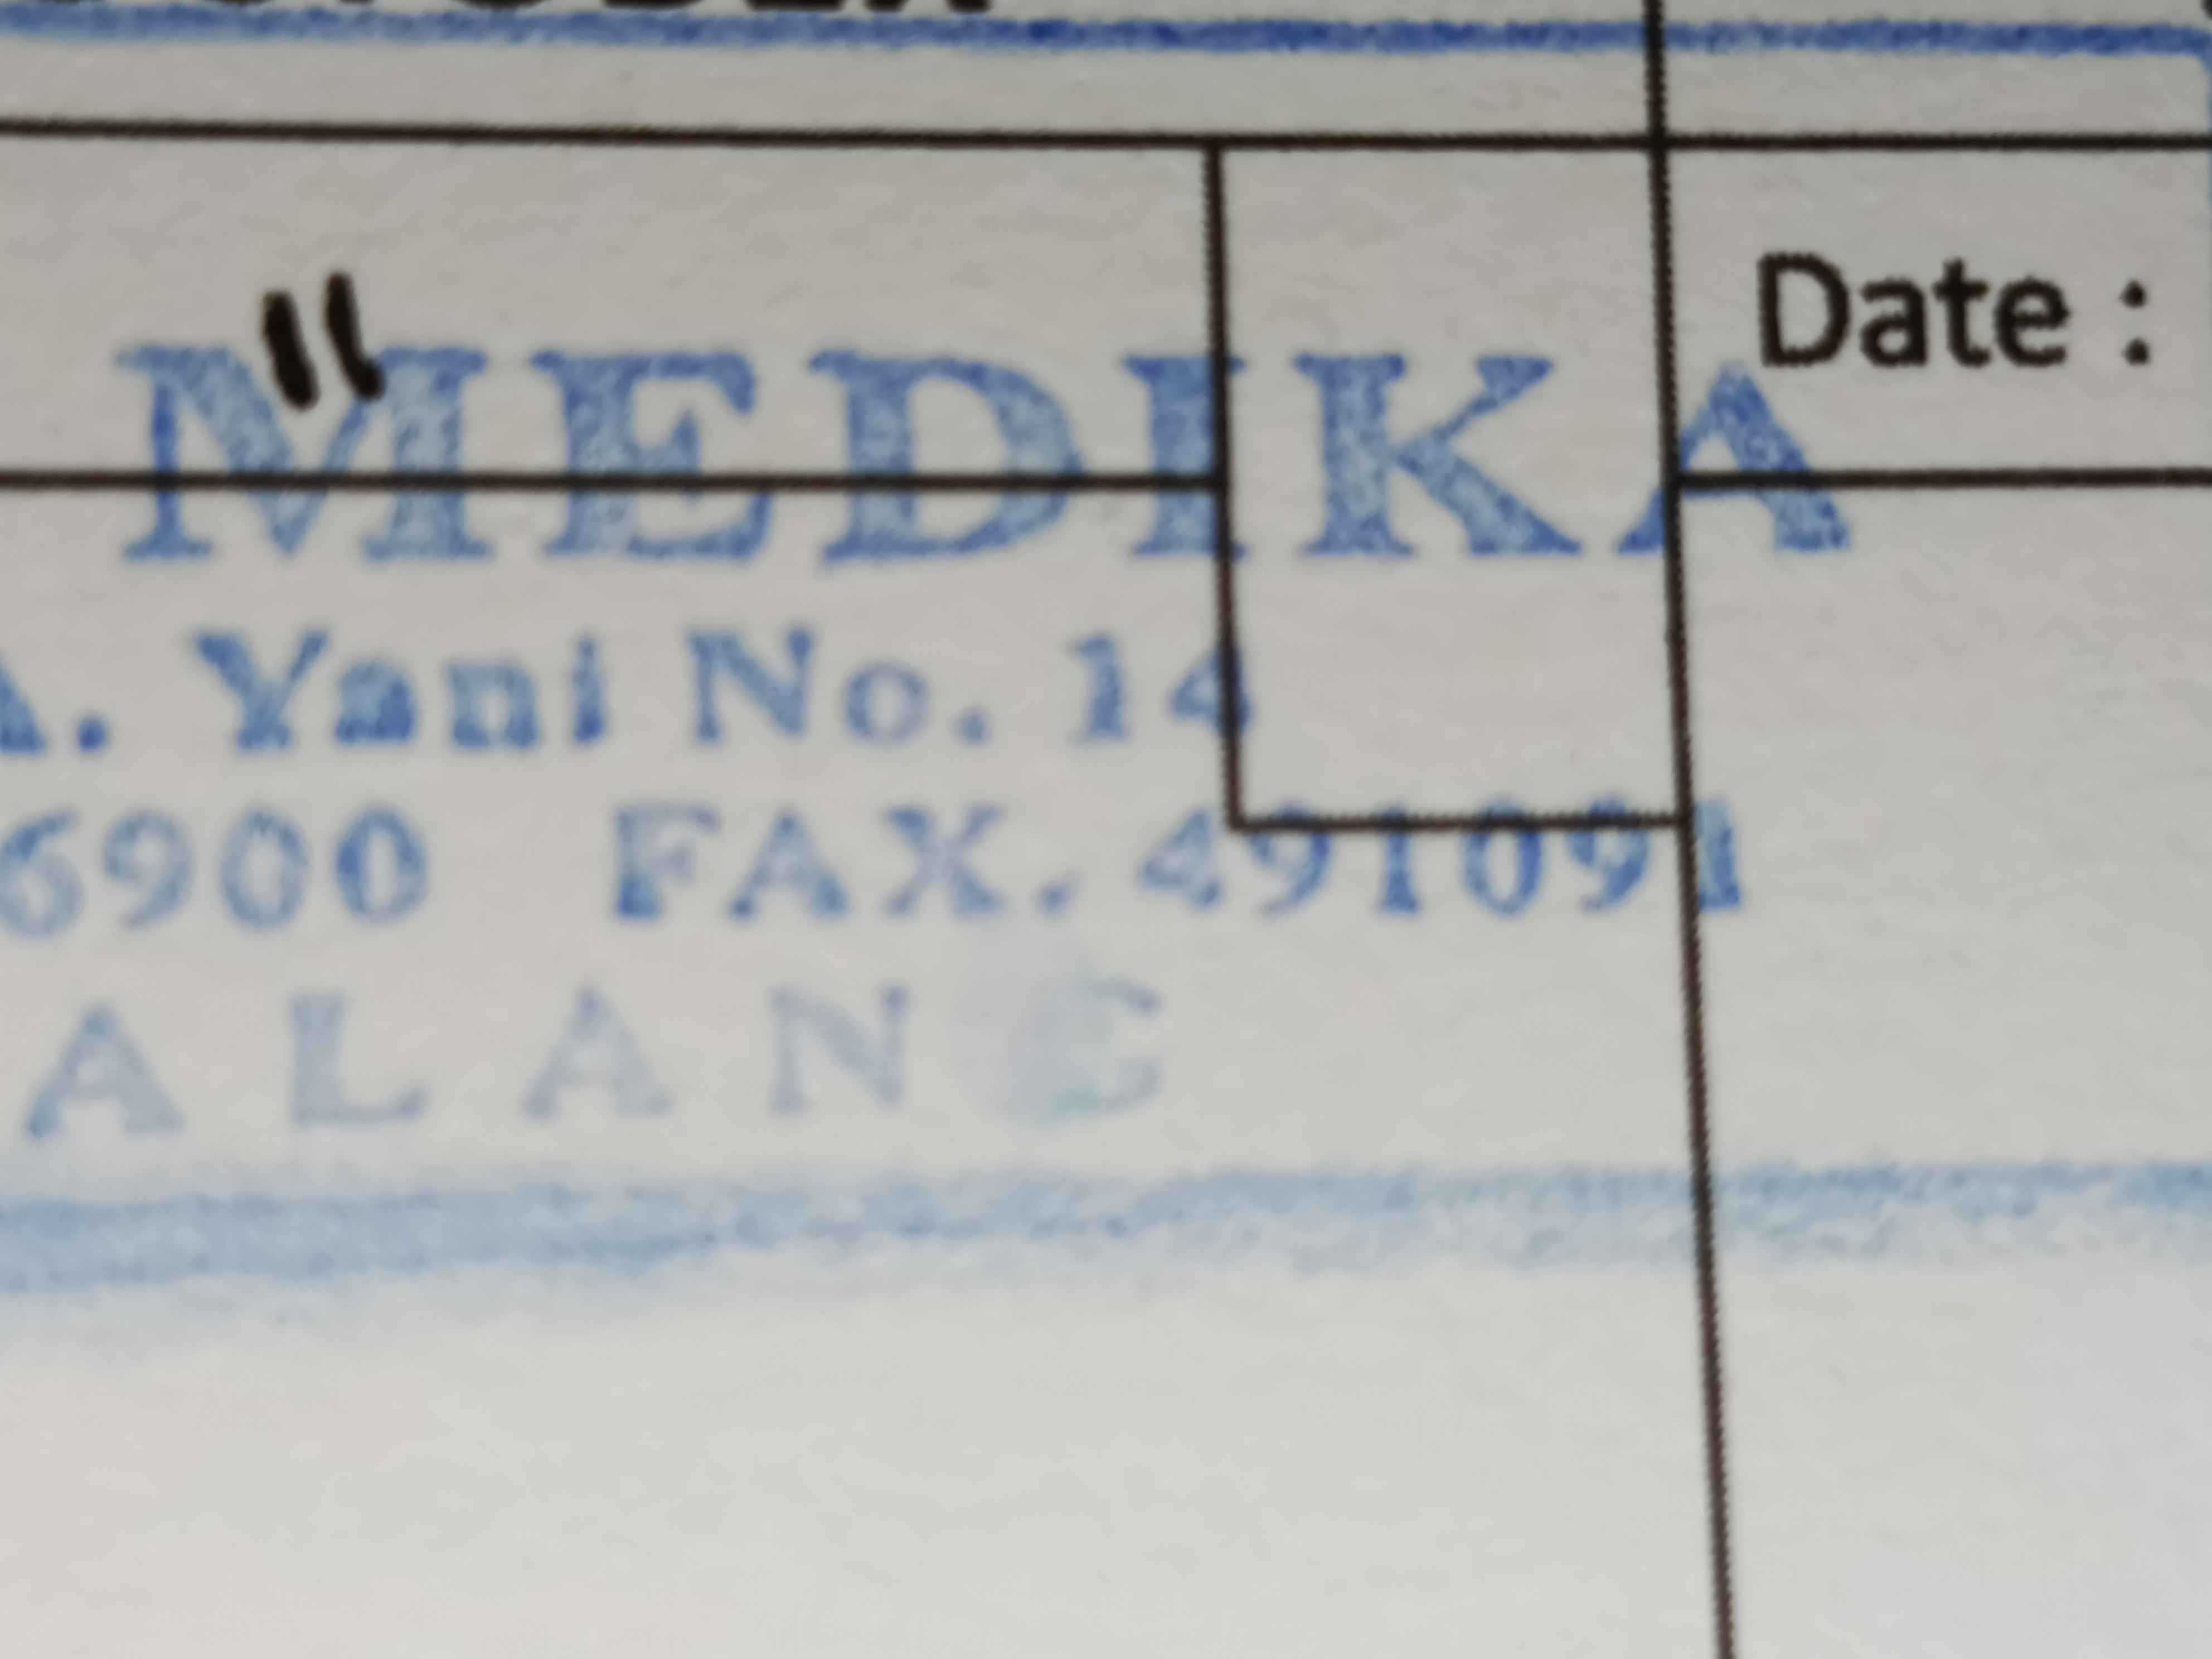 Date :
MEDIKA
A. Yani No. 14
6900 FAX. 491091
ALANG